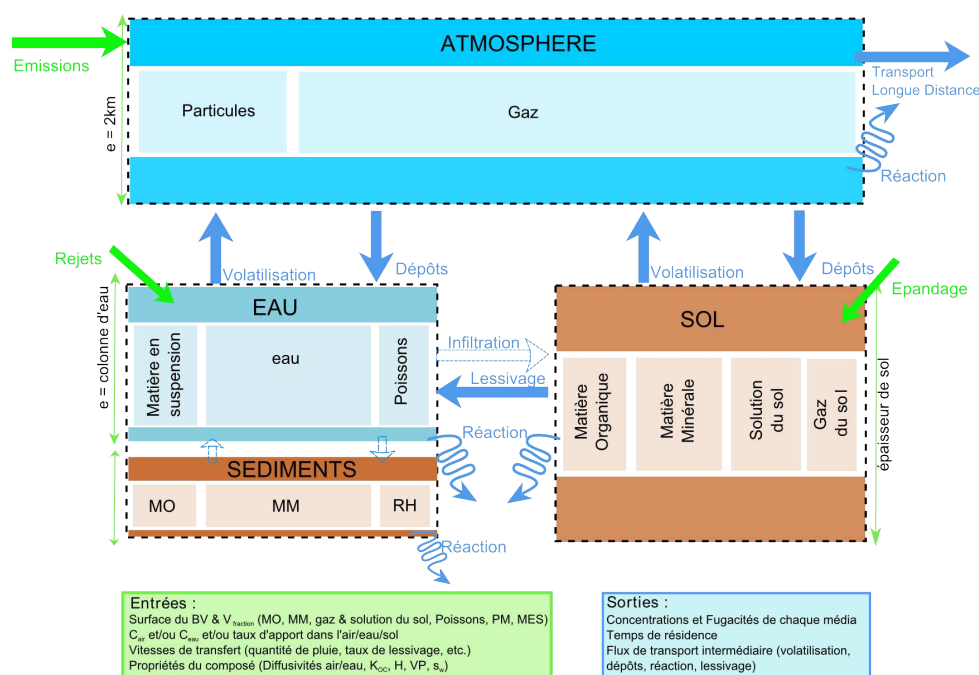 ATMOSPHERE
Emissions
Transport
Longue Distance
e = 2km
Particules
Gaz
Réaction
Rejets
Volatilisation
Dépôts
Volatilisation
Dépôts
Epandage
e = colonne d'eau
EAU
Matière en
suspension
eau
Poissons
Infiltration
Lessivage
SOL
Matière
Organique
Matière
Minérale
Solution
du sol
Gaz
du sol
épaisseur de sol
Réaction
SEDIMENTS
MO
MM
RH
Réaction
Entrées :
Surface du BV & V fraction (MO, MM, gaz & solution du sol, Poissons, PM, MES)
Cair et/ou Ceau et/ou taux d'apport dans l'air/eau/sol
Vitesses de transfert (quantité de pluie, taux de lessivage, etc.)
Propriétés du composé (Diffusivités air/eau, KOC, H, VP, sw)
Sorties :
Concentrations et Fugacités de chaque média
Temps de résidence
Flux de transport intermédiaire (volatilisation,
dépôts, réaction, lessivage)